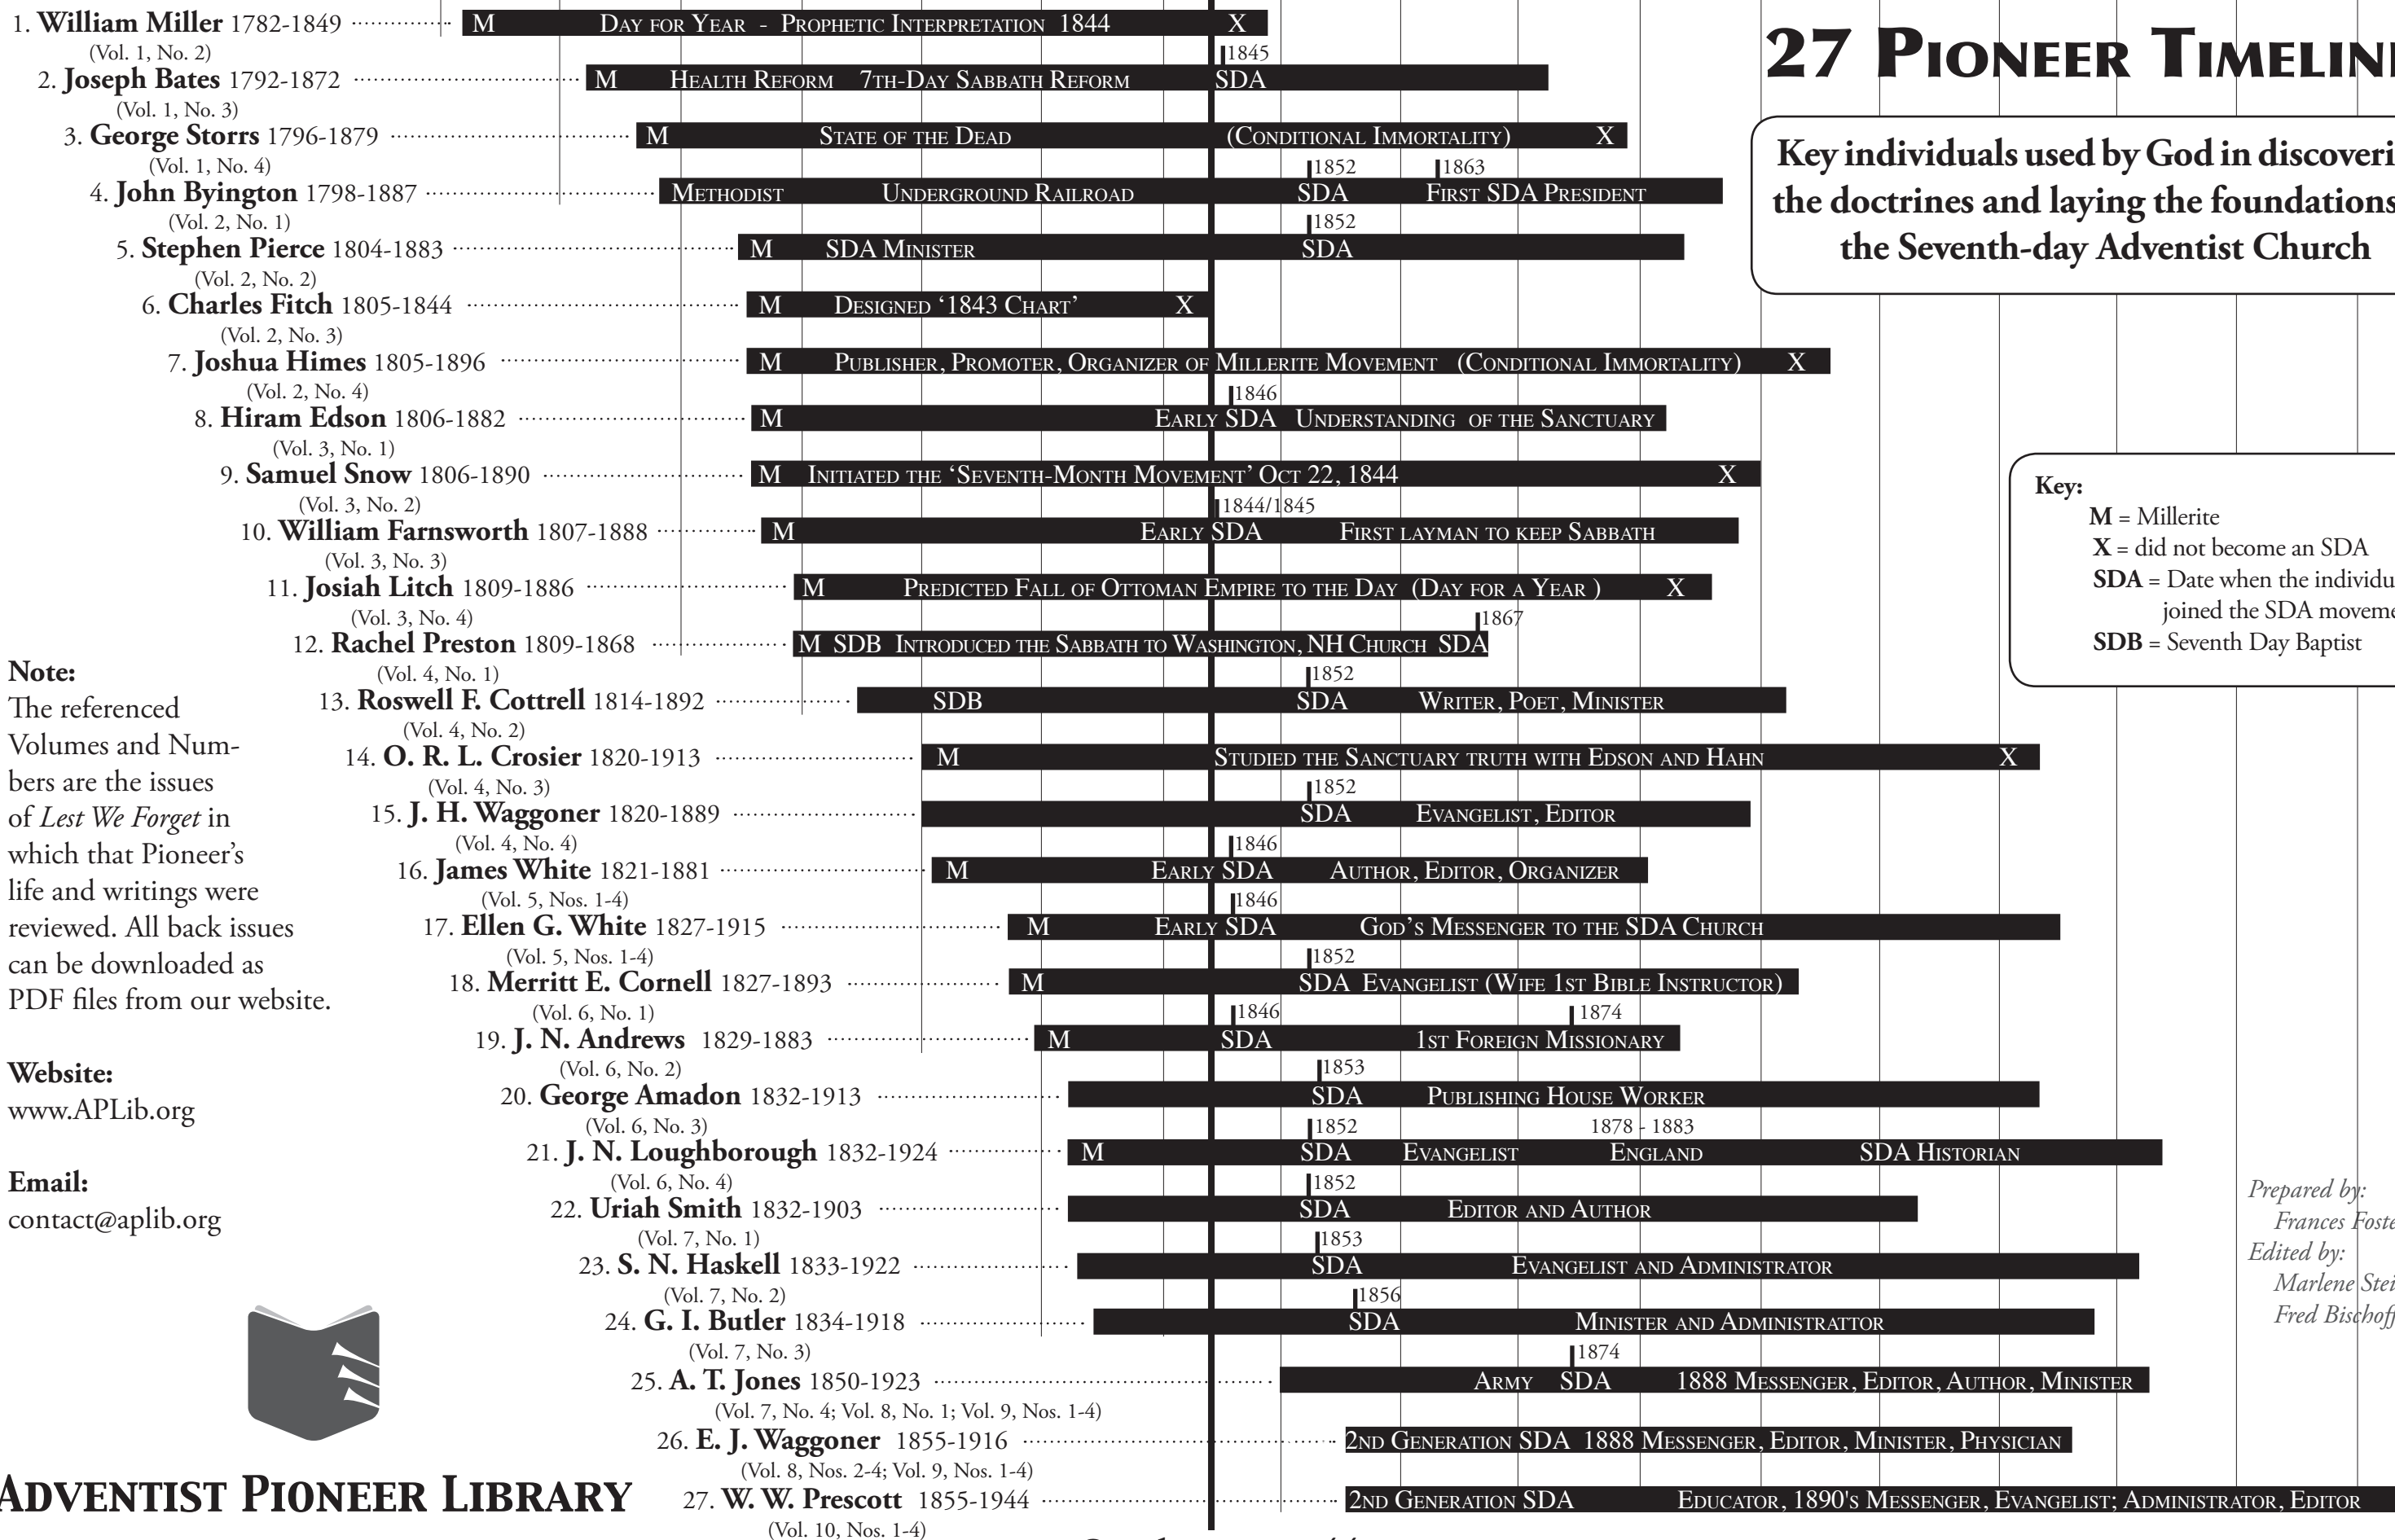 1. William Miller 1782-1849 M Day for Year - Prophetic Interpretation 1844 X
(Vol. 1, No. 2) 1845
2. Joseph Bates 1792-1872 M Health Reform 7th-Day Sabbath Reform SDA
(Vol. 1, No. 3)
3. George Storrs 1796-1879 M State of the Dead (Conditional Immortality) X
(Vol. 1, No. 4) 1852 1863
4. John Byington 1798-1887 Methodist Underground Railroad SDA First SDA President
(Vol. 2, No. 1) 1852
5. Stephen Pierce 1804-1883 M SDA Minister SDA
(Vol. 2, No. 2)
6. Charles Fitch 1805-1844 M Designed ‘1843 Chart’ X
(Vol. 2, No. 3)
7. Joshua Himes 1805-1896 M Publisher, Promoter, Organizer of Millerite Movement (Conditional Immortality) X
(Vol. 2, No. 4) 1846
8. Hiram Edson 1806-1882 M Early SDA Understanding of the Sanctuary
(Vol. 3, No. 1)
9. Samuel Snow 1806-1890 M Initiated the ‘Seventh-Month Movement’ Oct 22, 1844 X
(Vol. 3, No. 2) 1844/1845
10. William Farnsworth 1807-1888 M Early SDA First layman to keep Sabbath
(Vol. 3, No. 3)
11. Josiah Litch 1809-1886 M Predicted Fall of Ottoman Empire to the Day (Day for a Year ) X
(Vol. 3, No. 4) 1867
12. Rachel Preston 1809-1868 M SDB Introduced the Sabbath to Washington, NH Church SDA
(Vol. 4, No. 1) 1852
13. Roswell F. Cottrell 1814-1892 SDB SDA Writer, Poet, Minister
(Vol. 4, No. 2)
14. O. R. L. Crosier 1820-1913 M Studied the Sanctuary truth with Edson and Hahn X
(Vol. 4, No. 3) 1852
15. J. H. Waggoner 1820-1889 SDA Evangelist, Editor
(Vol. 4, No. 4) 1846
16. James White 1821-1881 M Early SDA Author, Editor, Organizer
(Vol. 5, Nos. 1-4) 1846
17. Ellen G. White 1827-1915 M Early SDA God’s Messenger to the SDA Church
(Vol. 5, Nos. 1-4) 1852
18. Merritt E. Cornell 1827-1893 M SDA Evangelist (Wife 1st Bible Instructor)
(Vol. 6, No. 1) 1846 1874
19. J. N. Andrews 1829-1883 M SDA 1st Foreign Missionary
(Vol. 6, No. 2) 1853
20. George Amadon 1832-1913 SDA Publishing House Worker
(Vol. 6, No. 3) 1852 1878 - 1883
21. J. N. Loughborough 1832-1924 M SDA Evangelist England SDA Historian
(Vol. 6, No. 4) 1852
22. Uriah Smith 1832-1903 SDA Editor and Author
(Vol. 7, No. 1) 1853
23. S. N. Haskell 1833-1922 SDA Evangelist and Administrator
(Vol. 7, No. 2) 1856
24. G. I. Butler 1834-1918 SDA Minister and Administrattor
(Vol. 7, No. 3) 1874
25. A. T. Jones 1850-1923 Army SDA 1888 Messenger, Editor, Author, Minister
(Vol. 7, No. 4; Vol. 8, No. 1; Vol. 9, Nos. 1-4)
26. E. J. Waggoner 1855-1916 2nd Generation SDA 1888 Messenger, Editor, Minister, Physician
(Vol. 8, Nos. 2-4; Vol. 9, Nos. 1-4)
27. W. W. Prescott 1855-1944 2nd Generation SDA Educator, 1890's Messenger, Evangelist; Administrator, Editor
(Vol. 10, Nos. 1-4)
27 Pioneer Timelin
Key individuals used by God in discoveri
the doctrines and laying the foundations
the Seventh-day Adventist Church
Key:
M = Millerite
X = did not become an SDA
SDA = Date when the individu
joined the SDA moveme
SDB = Seventh Day Baptist
Note:
The referenced
Volumes and Num-
bers are the issues
of Lest We Forget in
which that Pioneer’s
life and writings were
reviewed. All back issues
can be downloaded as
PDF files from our website.
Website:
www.APLib.org
Email:
contact@aplib.org
Adventist Pioneer Library
Prepared by:
Frances Foste
Edited by:
Marlene Stei
Fred Bischoff